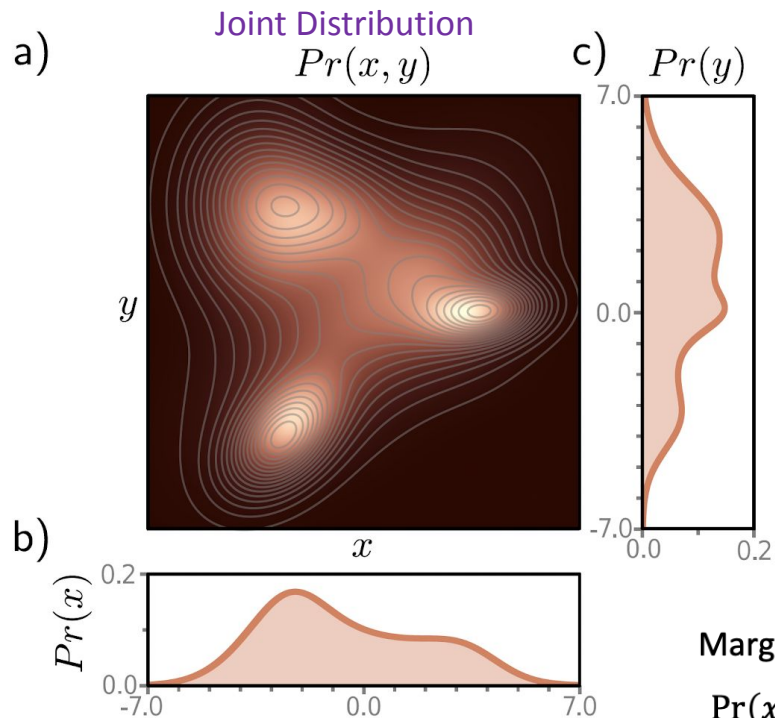 Joint Distribution
a)
Pr(x, y)
c)
Pr(y)
7.0
y
0.0
-7.0
0.0
0.2
x
b)
0.2
Pr(x)
0.0
-7.0
0.0
7.0
Marg
Pr(x